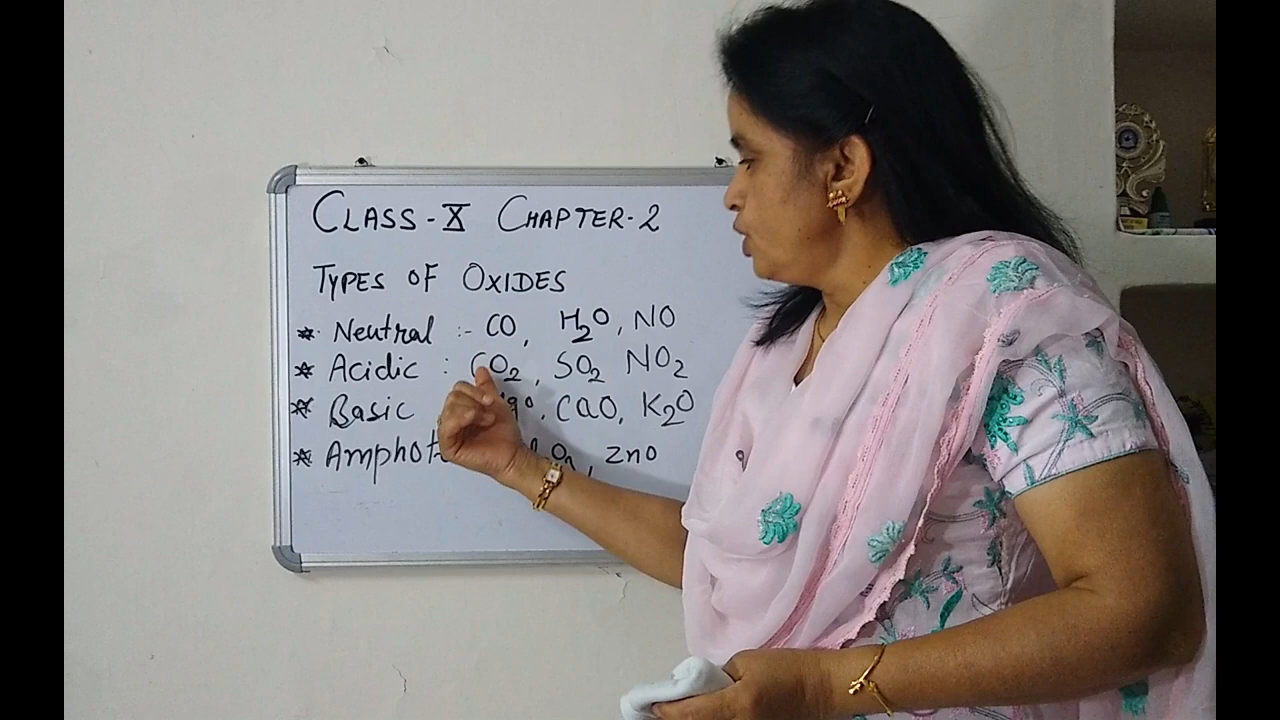 CLASS-X CHAPTER-2
TYPES OF OXIDES
* Neutral :- CO, H2O, NO
* Acidic : CO2, SO2 NO2
* Basic CaO, K2O
* ZnO